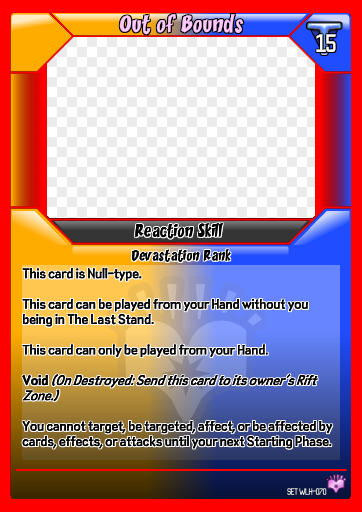 Out of Bounds
15
Reaction Skill
Devastation Rank
This card is Null-type.
This card can be played from your Hand without you
being in The Last Stand.
This card can only be played from your Hand.
Void (On Destroyed: Send this card to its owner's Rift
Zone.)
You cannot target, be targeted, affect, or be affected by
cards, effects, or attacks until your next Starting Phase.
SET WLH-070